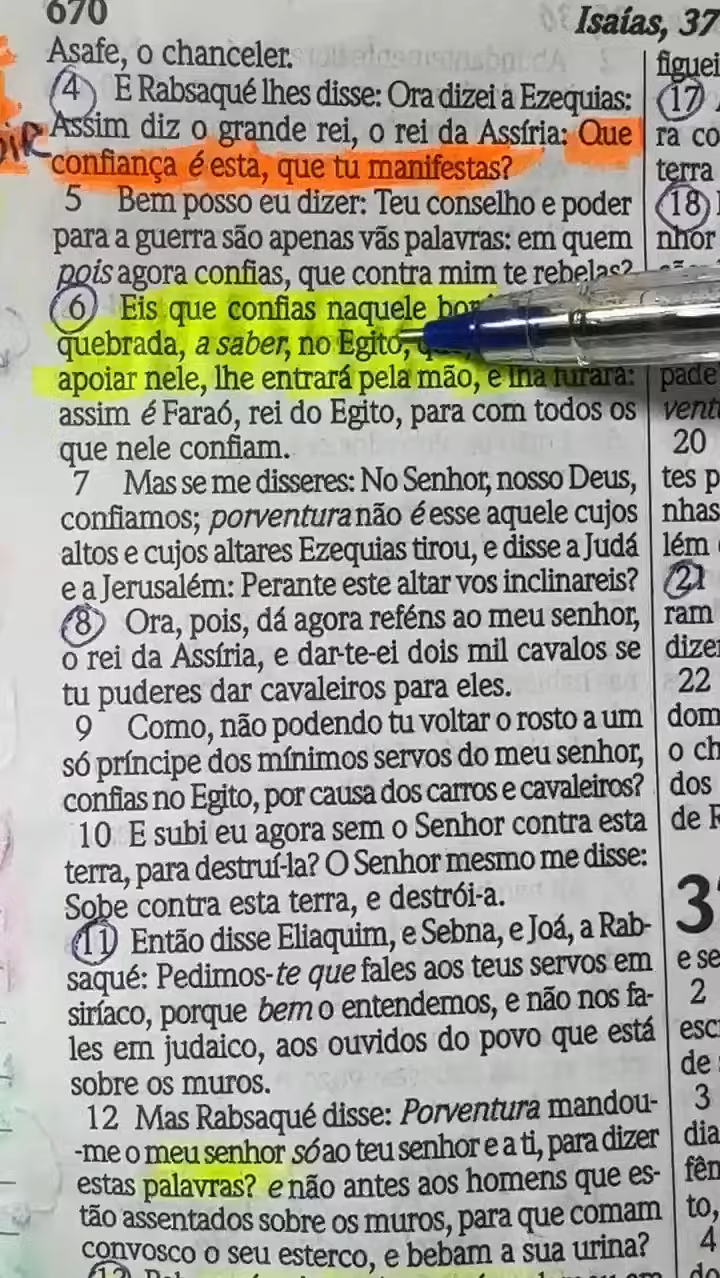 670
Isaías, 37
Asafe, o chanceler.
4 E Rabsaqué lhes disse: Ora dizei a Ezequias:
Assim diz o grande rei, o rei da Assíria: Que
confiança é esta, que tu manifestas?
5 Bem posso eu dizer: Teu conselho e poder
para a guerra são apenas vãs palavras: em quem
pois agora confias, que contra mim te rebelas?
6 Eis que confias naquele
quebrada, a saber, no Egito,
apoiar nele, lhe entrará pela mão, e lha furará:
assim é Faraó, rei do Egito, para com todos os
que nele confiam.
7 Mas se me disseres: No Senhor, nosso Deus,
confiamos; porventura não é esse aquele cujos
altos e cujos altares Ezequias tirou, e disse a Judá
e a Jerusalém: Perante este altar vos inclinareis?
8 Ora, pois, dá agora reféns ao meu senhor,
o rei da Assíria, e dar-te-ei dois mil cavalos se
tu puderes dar cavaleiros para eles.
9 Como, não podendo tu voltar o rosto a um
só príncipe dos mínimos servos do meu senhor,
confias no Egito, por causa dos carros e cavaleiros?
10 E subi eu agora sem o Senhor contra esta
terra, para destruí-la? O Senhor mesmo me disse:
Sobe contra esta terra, e destrói-a.
11 Então disse Eliaquim, e Sebna, e Joá, a Rab-
saqué: Pedimos-te que fales aos teus servos em
siríaco, porque bem o entendemos, e não nos fa-
les em judaico, aos ouvidos do povo que está
sobre os muros.
12 Mas Rabsaqué disse: Porventura mandou-
-me o meu senhor só ao teu senhor e a ti, para dizer
estas palavras? e não antes aos homens que es-
tão assentados sobre os muros, para que comam
convosco o seu esterco, e bebam a sua urina?
figuei
17
ra co
terra
18
nhor
pade
vent
20
tes p
nhas
lém
21
ram
dize
22
dom
o ch
dos
de
3
e se
2
esc
de
3
dia
fên
to,
4